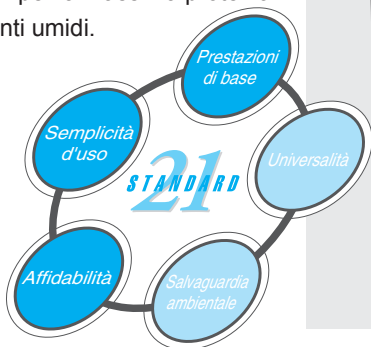 nti umidi.
Prestazioni
di base
Semplicità
d'uso
Universalità
21
STANDARD
Affidabilità
Salvaguardia
ambientale